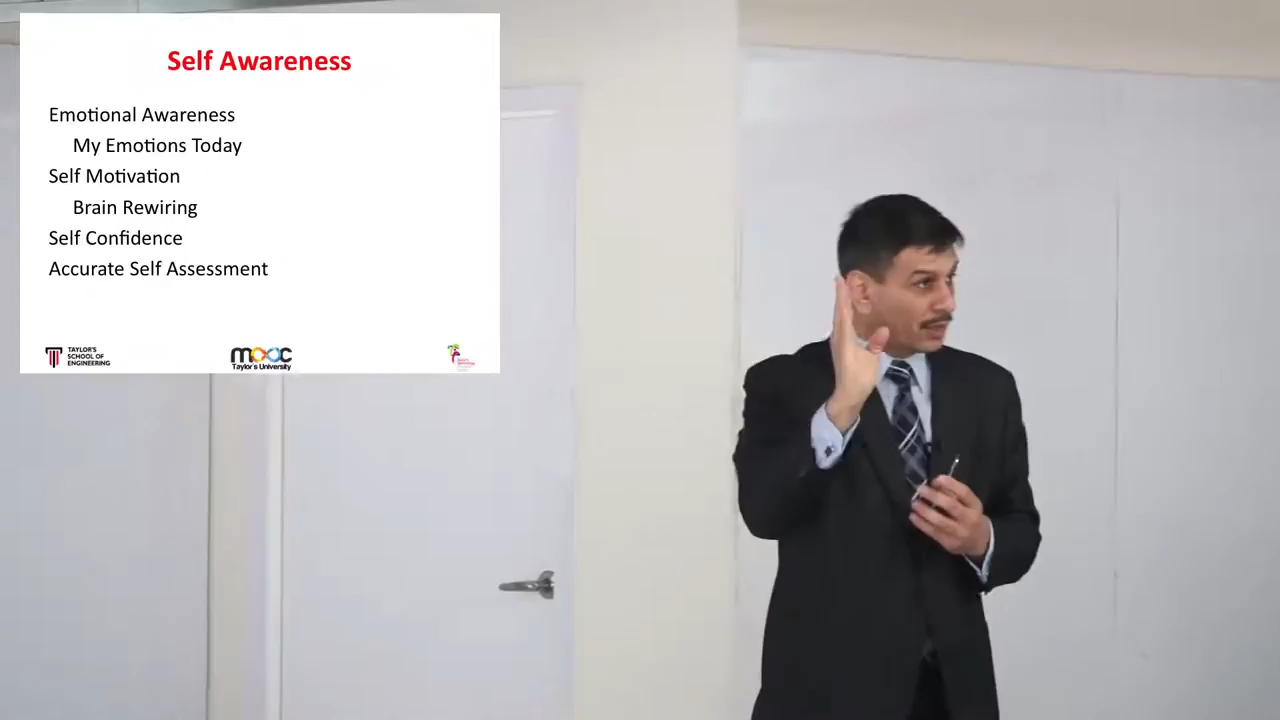 Self Awareness
Emotional Awareness
My Emotions Today
Self Motivation
Brain Rewiring
Self Confidence
Accurate Self Assessment
TAYLOR'S
SCHOOL OF
ENGINEERING
mooc
Taylor's University